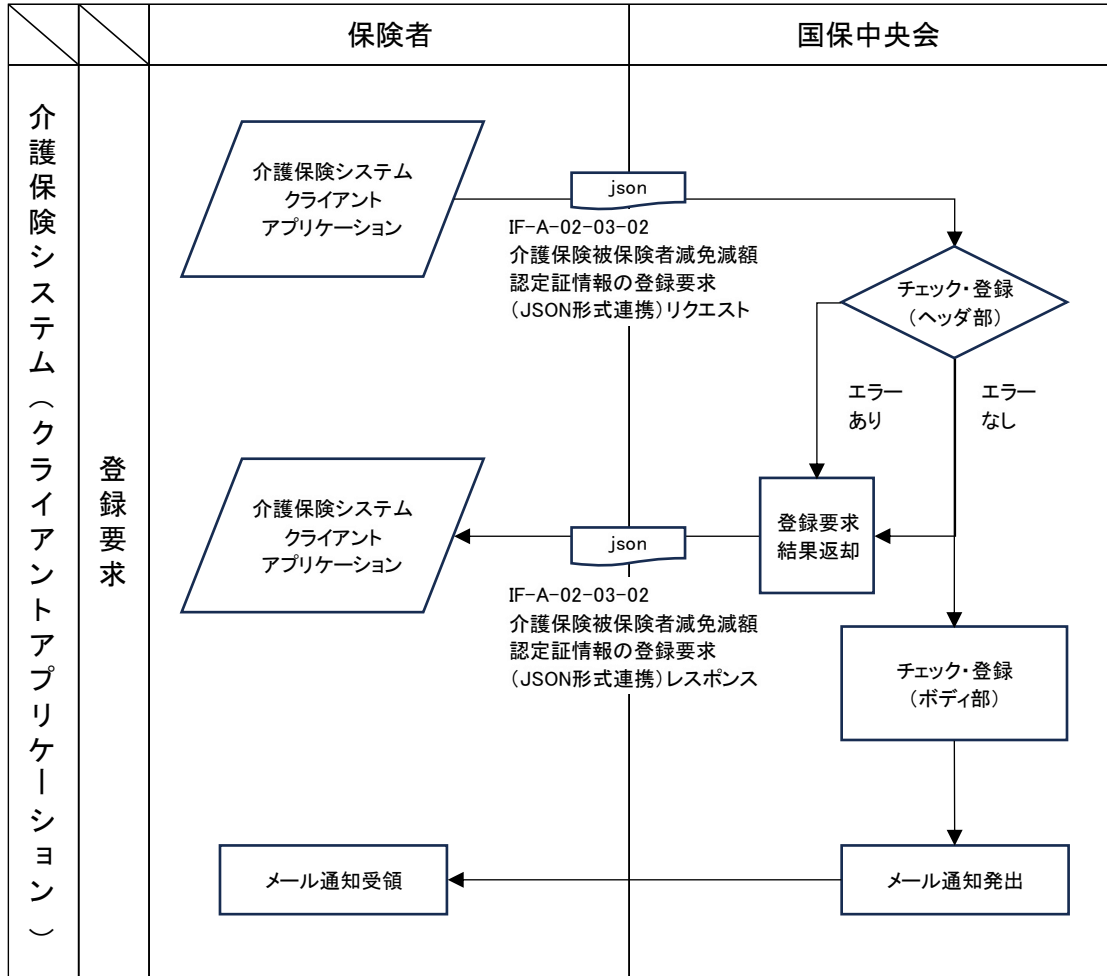 保険者
国保中央会
介護保険システム（クライアントアプリケーション）
登録要求
介護保険システム
クライアント
アプリケーション
json
IF-A-02-03-02
介護保険被保険者減免減額
認定証情報の登録要求
（JSON形式連携）リクエスト
チェック・登録
（ヘッダ部）
エラー
あり
エラー
なし
介護保険システム
クライアント
アプリケーション
json
登録要求
結果返却
IF-A-02-03-02
介護保険被保険者減免減額
認定証情報の登録要求
（JSON形式連携）レスポンス
チェック・登録
（ボディ部）
メール通知受領
メール通知発出